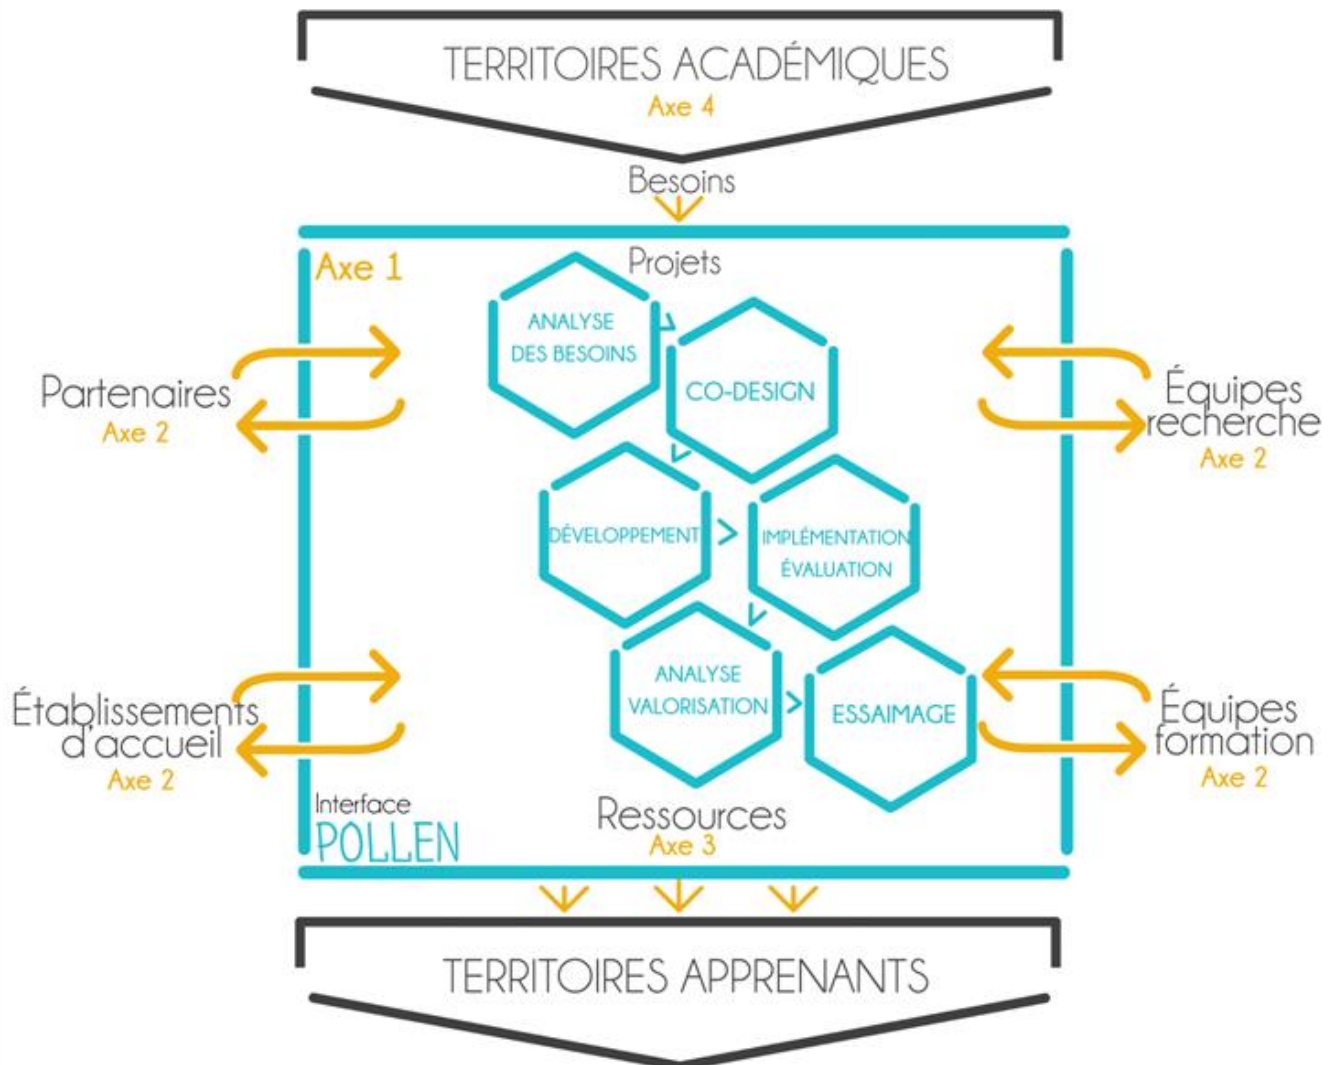 TERRITOIRES ACADÉMIQUES
Axe 4
Besoins
Axe 1
Projets
ANALYSE
DES BESOINS
CO-DESIGN
Partenaires
Axe 2
Équipes
recherche
Axe 2
DÉVELOPPEMENT
IMPLÉMENTATION
ÉVALUATION
ANALYSE
VALORISATION
ESSAIMAGE
Établissements
d'accueil
Axe 2
Équipes
formation
Axe 2
Interface
POLLEN
Ressources
Axe 3
TERRITOIRES APPRENANTS